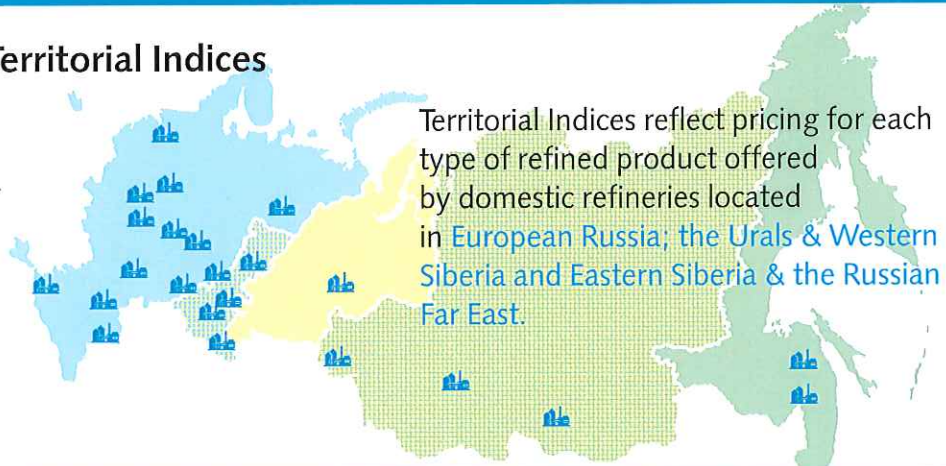 Territorial Indices
Territorial Indices reflect pricing for each
type of refined product offered
by domestic refineries located
in European Russia; the Urals & Western
Siberia and Eastern Siberia & the Russian
Far East.